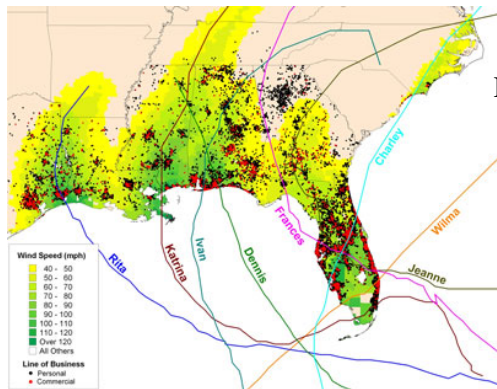 Charley
Wilma
Frances
Jeanne
Dennis
Ivan
Katrina
Rita
Wind Speed (mph)
40 - 50
50 - 60
60 - 70
70 - 80
80 - 90
90 - 100
100 - 110
110 - 120
Over 120
All Others
Line of Business
Personal
Commercial